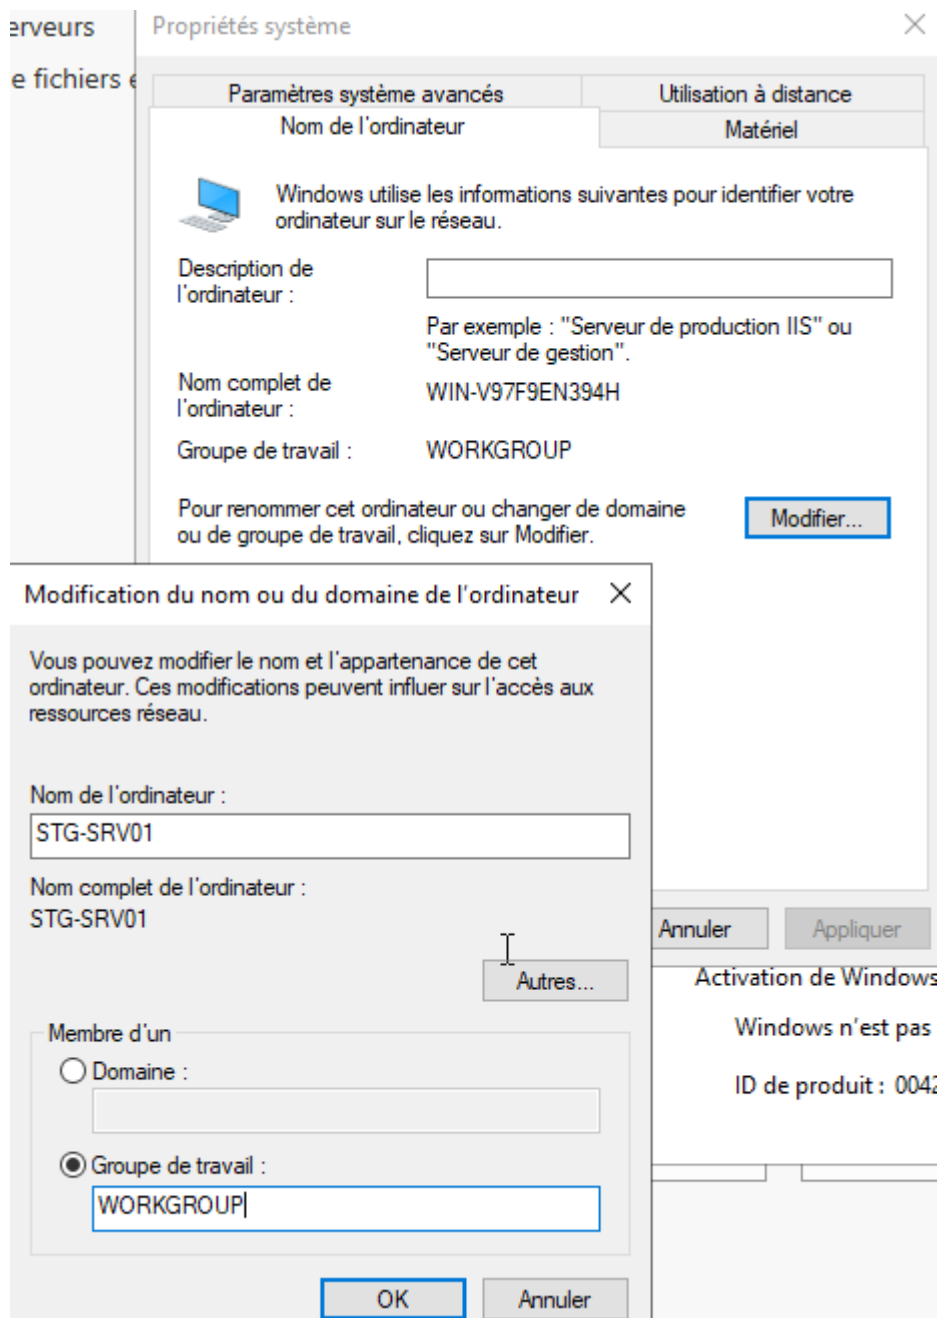 erveurs
e fichiers e
Propriétés système
Paramètres système avancés
Utilisation à distance
Nom de l'ordinateur
Matériel
Windows utilise les informations suivantes pour identifier votre
ordinateur sur le réseau.
Description de
l'ordinateur :
Par exemple : "Serveur de production IIS" ou
"Serveur de gestion".
Nom complet de
l'ordinateur :
WIN-V97F9EN394H
Groupe de travail :
WORKGROUP
Pour renommer cet ordinateur ou changer de domaine
ou de groupe de travail, cliquez sur Modifier.
Modifier...
Modification du nom ou du domaine de l'ordinateur
Vous pouvez modifier le nom et l'appartenance de cet
ordinateur. Ces modifications peuvent influer sur l'accès aux
ressources réseau.
Nom de l'ordinateur :
STG-SRV01
Nom complet de l'ordinateur :
STG-SRV01
Autres...
Membre d'un
Domaine :
Groupe de travail :
WORKGROUP
OK
Annuler
Annuler
Appliquer
Activation de Windows
Windows n'est pas
ID de produit : 0042